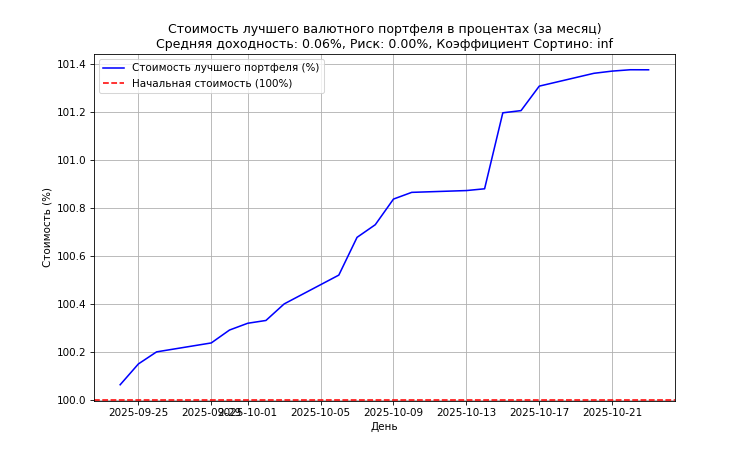 Стоимость лучшего валютного портфеля в процентах (за месяц)
Средняя доходность: 0.06%, Риск: 0.00%, Коэффициент Сортино: inf
Стоимость лучшего портфеля (%)
Начальная стоимость (100%)
Стоимость (%)
101.4
101.2
101.0
100.8
100.6
100.4
100.2
100.0
2025-09-25
2025-09-29
2025-10-01
2025-10-05
2025-10-09
2025-10-13
2025-10-17
2025-10-21
День